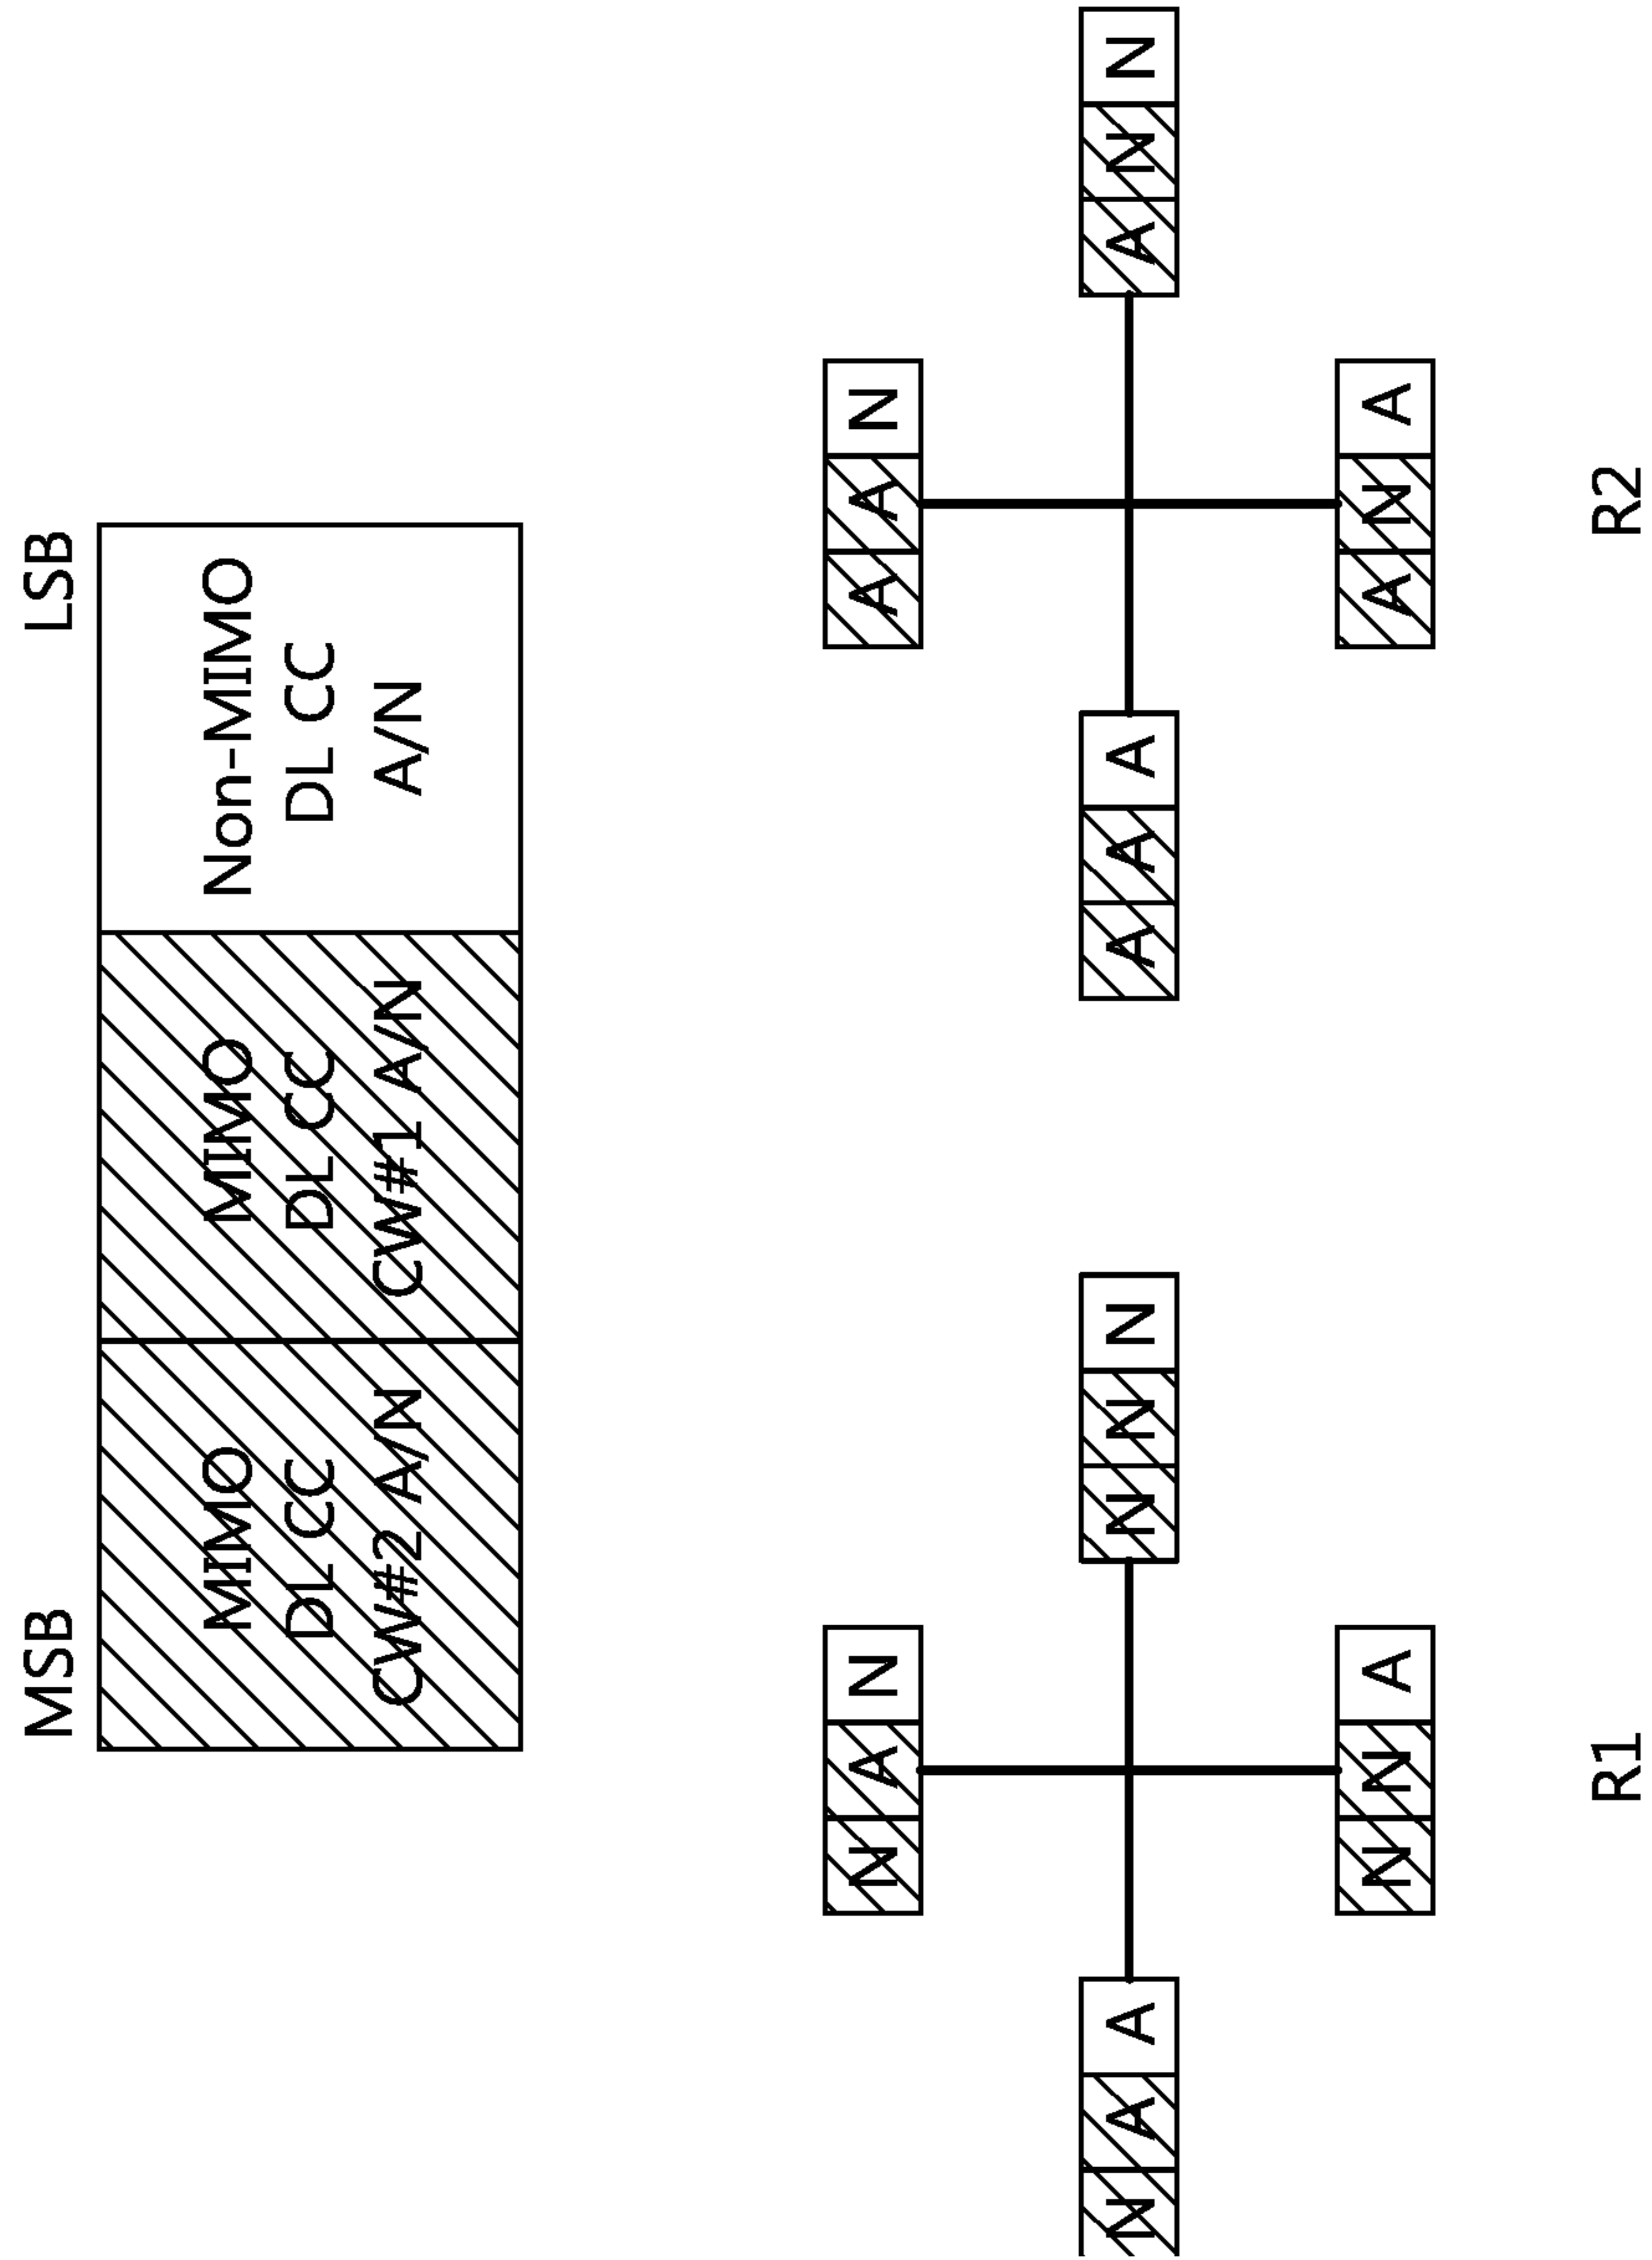 MSB
LSB
MIMO
DL CC
CW#2 A/N
MIMO
DL CC
CW#1 A/N
Non-MIMO
DL CC
A/N
N A N
N A A
N N N
N N A
R1
A A N
A A A
A N N
A N A
R2